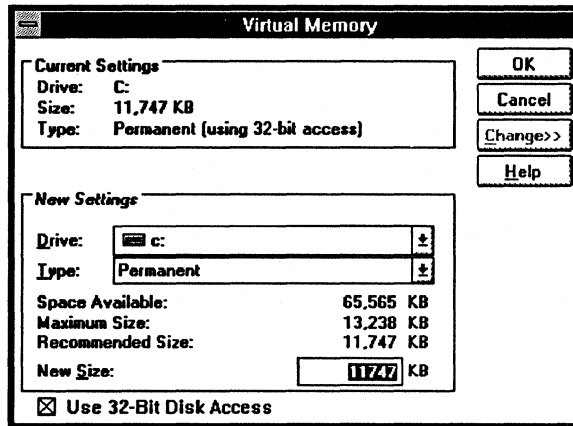 Virtual Memory
Current Settings
Drive: C:
Size: 11,747 KB
Type: Permanent (using 32-bit access)
OK
Cancel
Change>>
Help
New Settings
Drive: c:
Type: Permanent
Space Available: 65,565 KB
Maximum Size: 13,238 KB
Recommended Size: 11,747 KB
New Size: 11747 KB
Use 32-Bit Disk Access